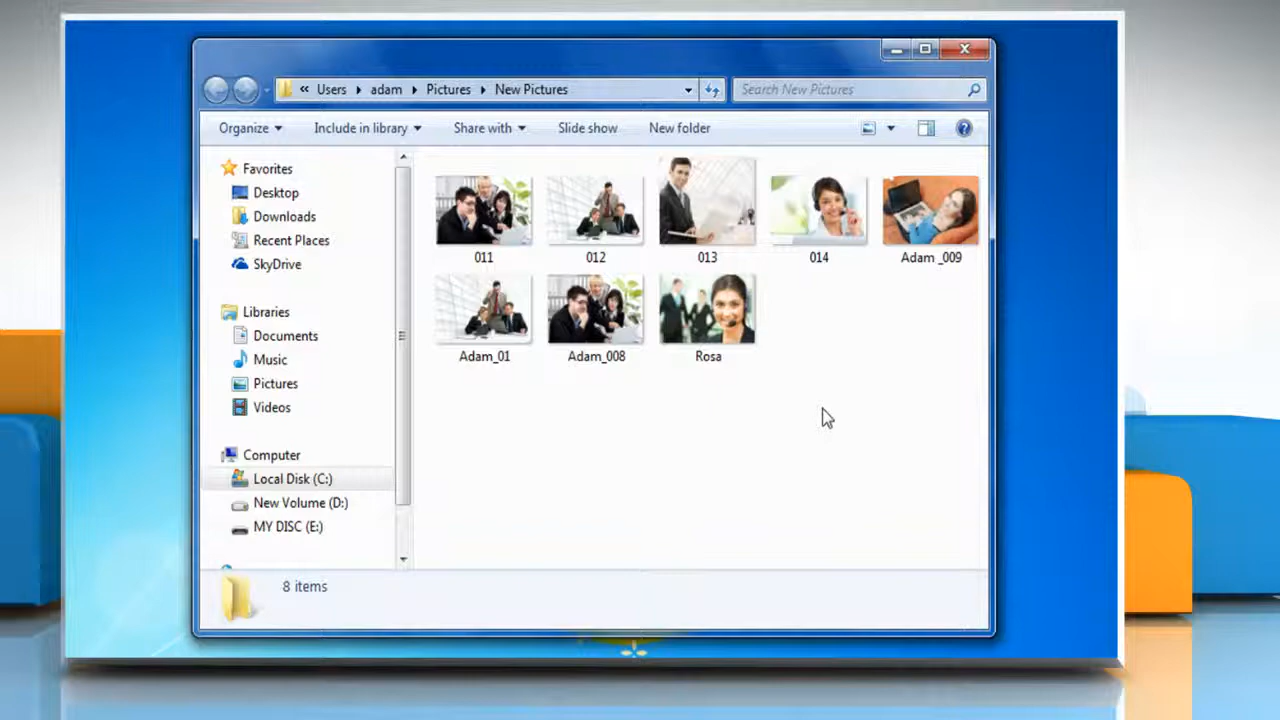 « Users adam Pictures New Pictures Search New Pictures
Organize Include in library Share with Slide show New folder
Favorites
Desktop
Downloads
Recent Places
SkyDrive
Libraries
Documents
Music
Pictures
Videos
Computer
Local Disk (C:)
New Volume (D:)
MY DISC (E:)
011 012 013 014 Adam _009
Adam_01 Adam_008 Rosa
8 items